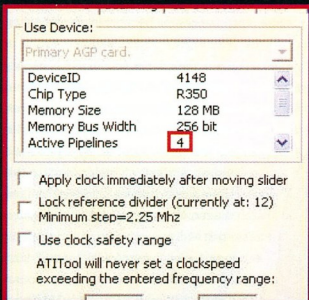 Use Device:
Primary AGP card.
DeviceID 4148
Chip Type R350
Memory Size 128 MB
Memory Bus Width 256 bit
Active Pipelines 4
Apply clock immediately after moving slider
Lock reference divider (currently at: 12)
Minimum step=2.25 Mhz
Use clock safety range
ATITool will never set a clockspeed
exceeding the entered frequency range: